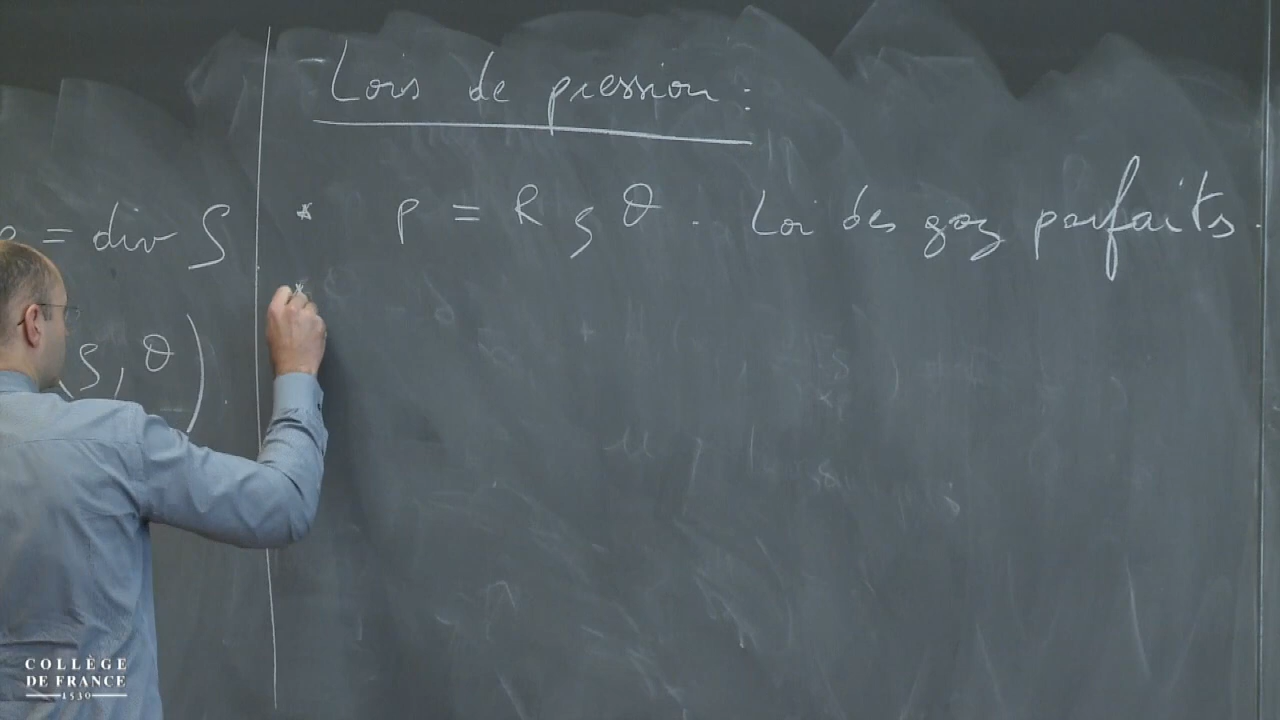 Lois de pression :
= div S
* p = R ρ θ . Loi des gaz parfaits .
*
ρ, θ )
COLLÈGE
DE FRANCE
1530